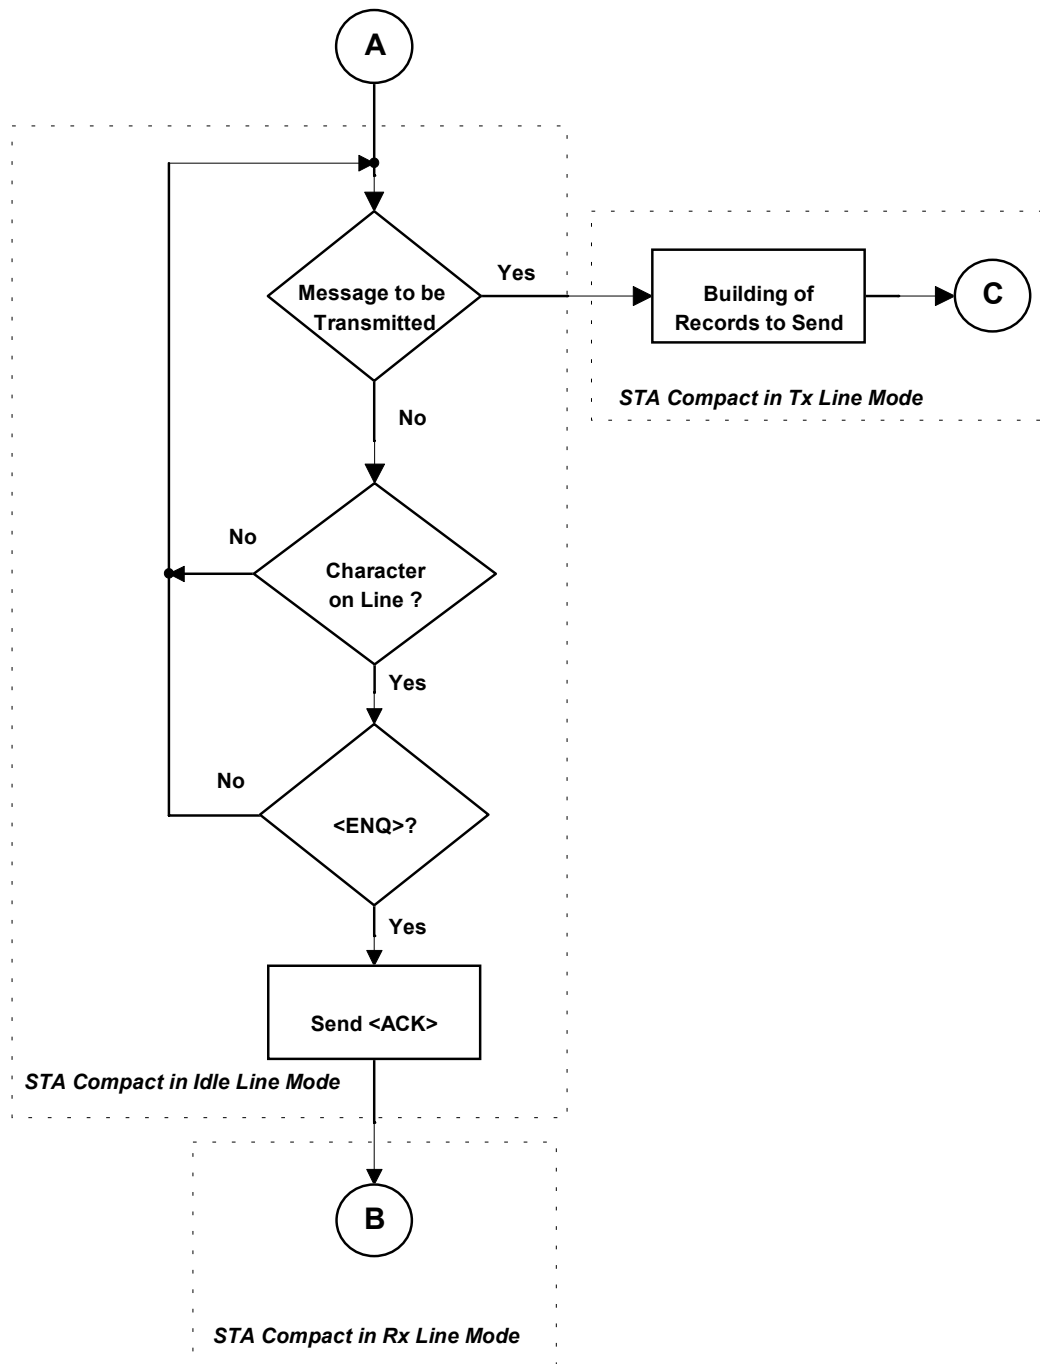 A
Message to be
Transmitted
Yes
Building of
Records to Send
C
STA Compact in Tx Line Mode
No
No
Character
on Line ?
Yes
No
<ENQ>?
Yes
Send <ACK>
STA Compact in Idle Line Mode
B
STA Compact in Rx Line Mode